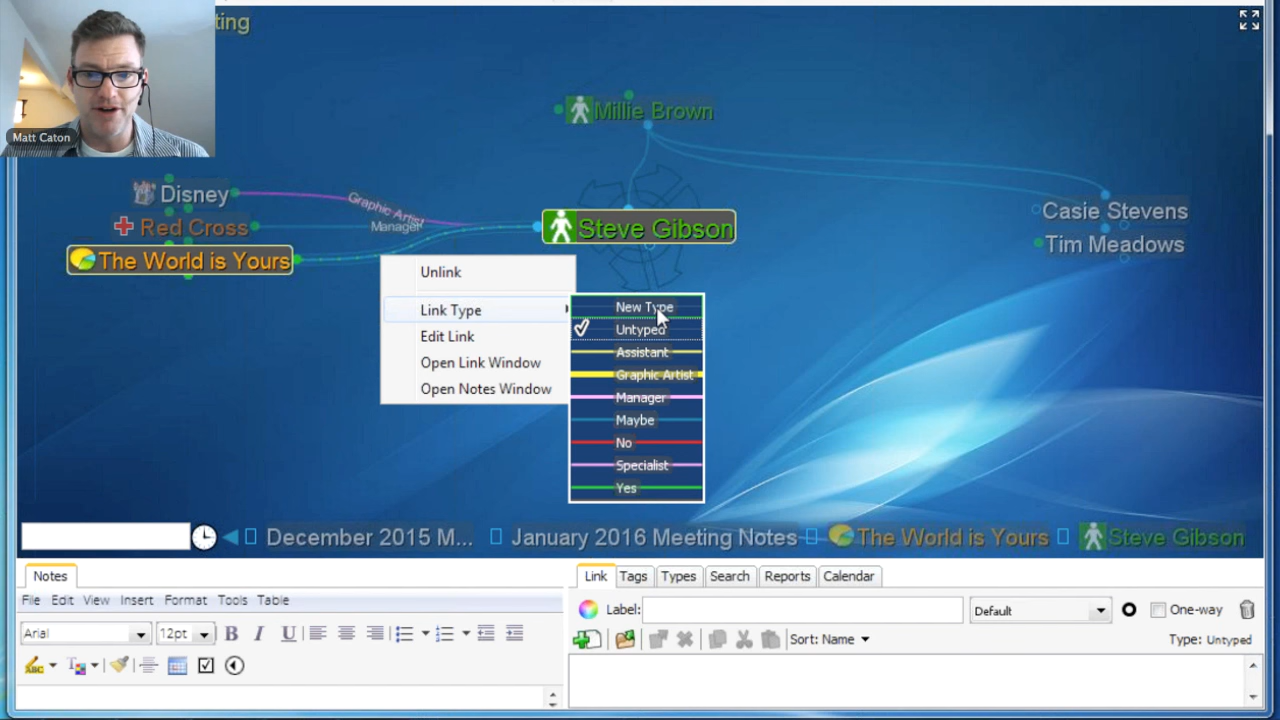 ting
Matt Caton
Millie Brown
Disney
Graphic Artist
Red Cross
Manager
Steve Gibson
Casie Stevens
The World is Yours
Tim Meadows
Unlink
Link Type
Edit Link
Open Link Window
Open Notes Window
New Type
Untyped
Assistant
Graphic Artist
Manager
Maybe
No
Specialist
Yes
December 2015 M... January 2016 Meeting Notes The World is Yours Steve Gibson
Notes
File Edit View Insert Format Tools Table
Arial 12pt B I U
ABC T
Link Tags Types Search Reports Calendar
Label: Default One-way
Sort: Name Type: Untyped